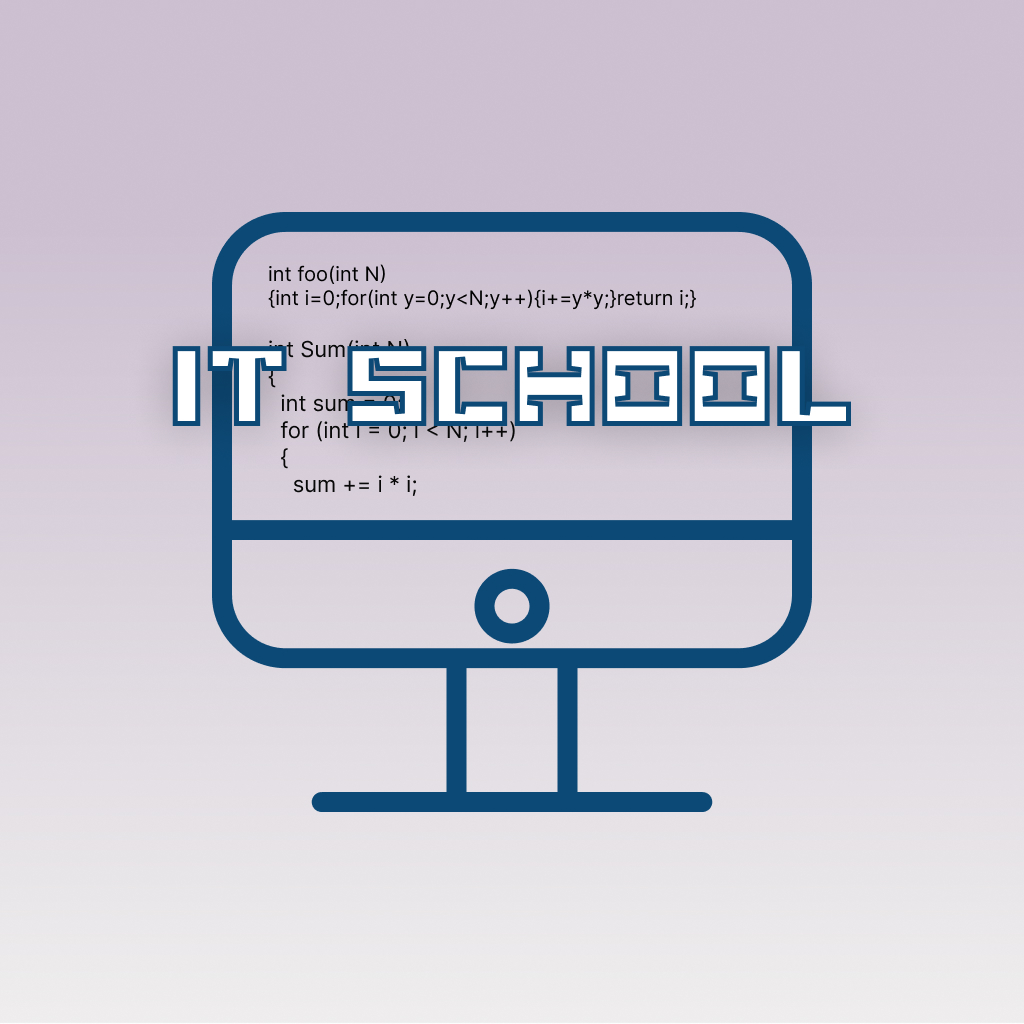 int foo(int N)
{int i=0;for(int y=0;y<N;y++){i+=y*y;}return i;}
int Sum(int N)
{
IT SCHOOL
int sum = 0;
for (int i = 0; i < N; i++)
{
sum += i * i;